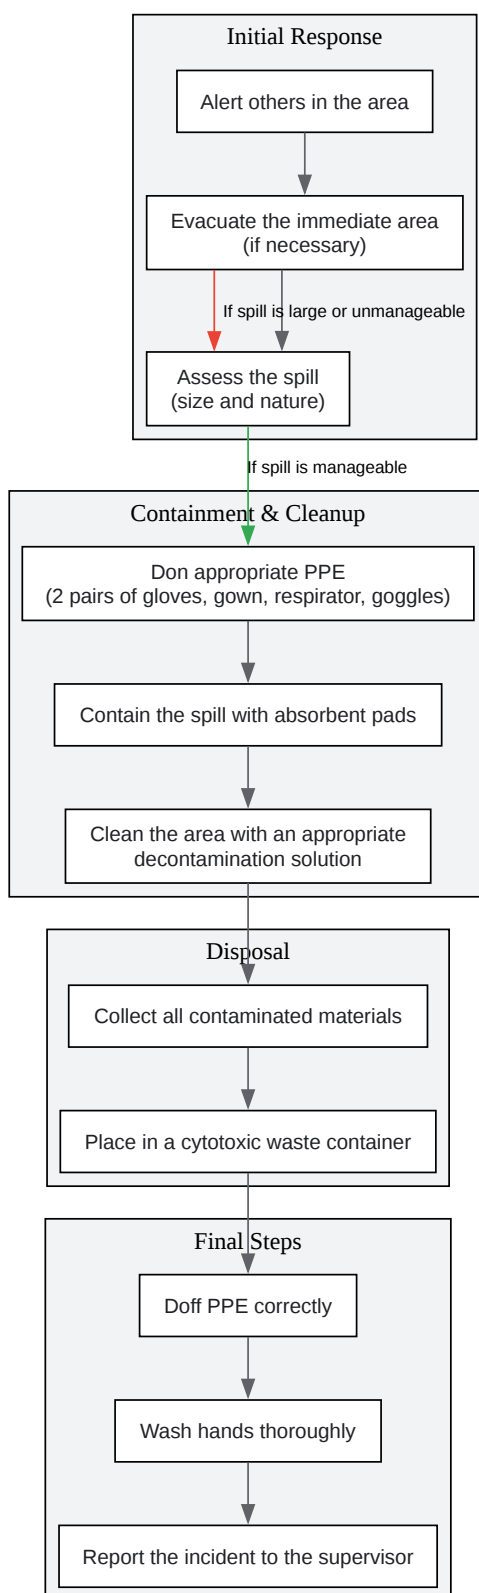 Initial Response
Alert others in the area
Evacuate the immediate area
(if necessary)
If spill is large or unmanageable
Assess the spill
(size and nature)
If spill is manageable
Containment & Cleanup
Don appropriate PPE
(2 pairs of gloves, gown, respirator, goggles)
Contain the spill with absorbent pads
Clean the area with an appropriate
decontamination solution
Disposal
Collect all contaminated materials
Place in a cytotoxic waste container
Final Steps
Doff PPE correctly
Wash hands thoroughly
Report the incident to the supervisor